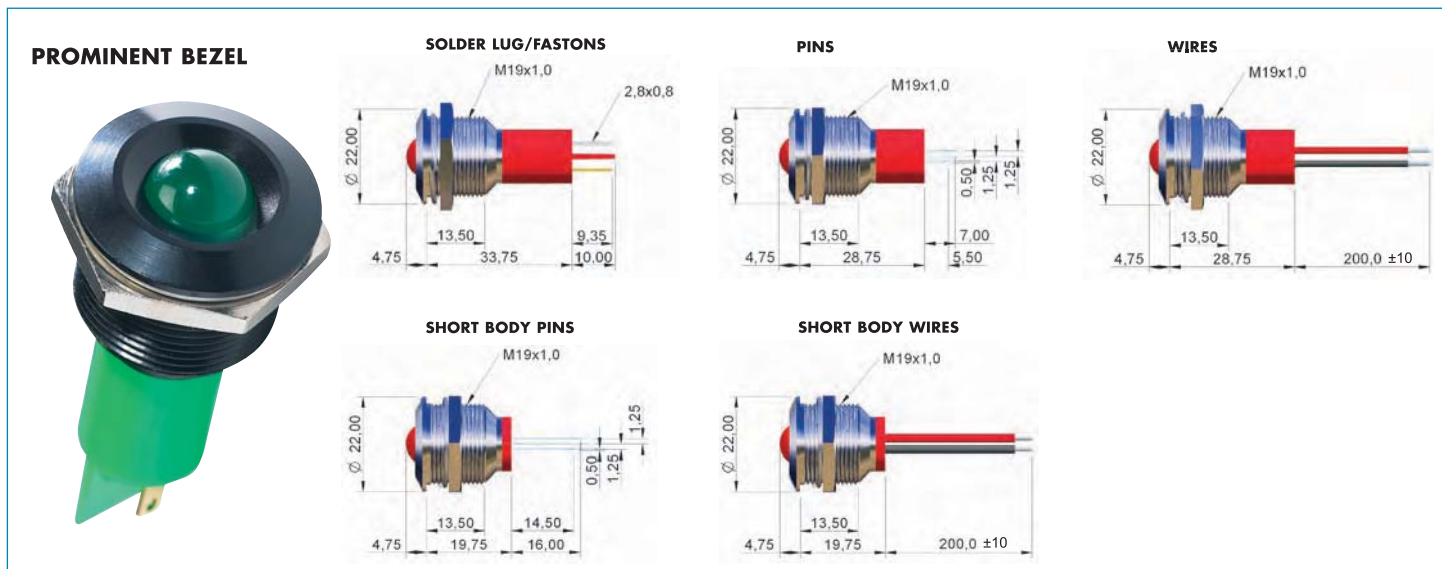 PROMINENT BEZEL
SOLDER LUG/FASTONS
M19x1,0
2,8x0,8
Ø 22,00
13,50
9,35
4,75
33,75
10,00
PINS
M19x1,0
Ø 22,00
0,50
1,25
1,25
13,50
7,00
4,75
28,75
5,50
WIRES
M19x1,0
Ø 22,00
13,50
4,75
28,75
200,0 ±10
SHORT BODY PINS
M19x1,0
Ø 22,00
0,50
1,25
1,25
13,50
14,50
4,75
19,75
16,00
SHORT BODY WIRES
M19x1,0
Ø 22,00
13,50
4,75
19,75
200,0 ±10